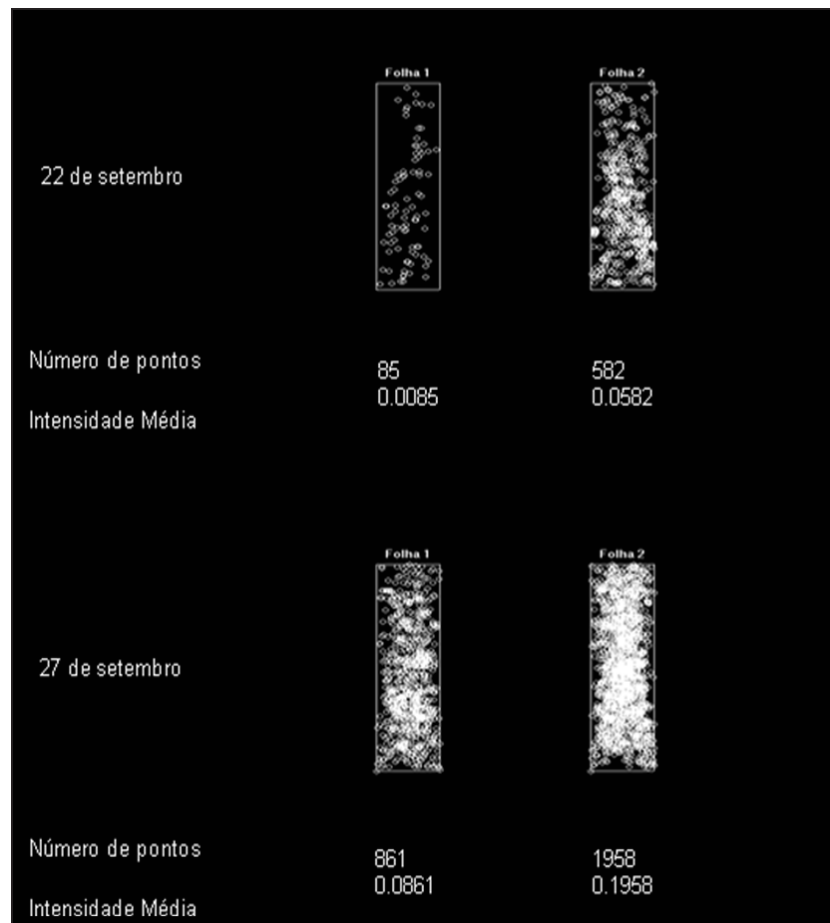 Folha 1 Folha 2
22 de setembro
Número de pontos
85 582
0.0085 0.0582
Intensidade Média
Folha 1 Folha 2
27 de setembro
Número de pontos
861 1958
0.0861 0.1958
Intensidade Média